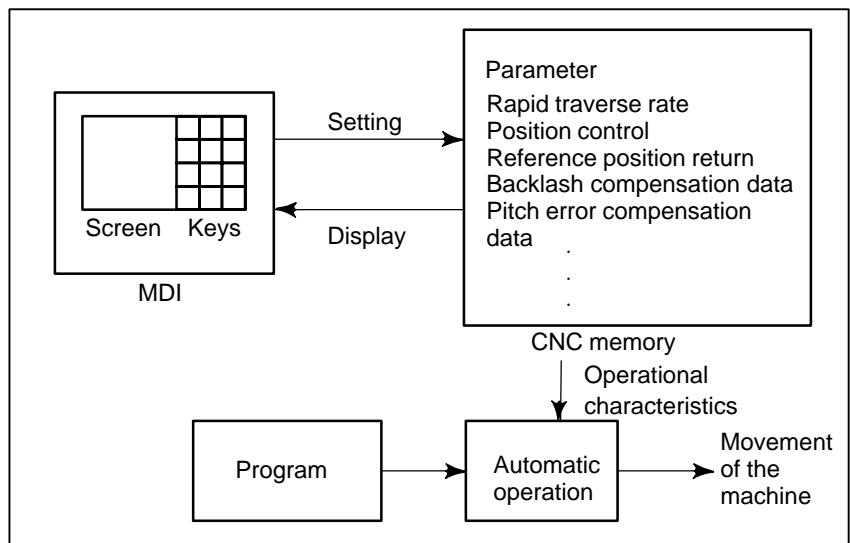 Parameter
Rapid traverse rate
Position control
Reference position return
Backlash compensation data
Pitch error compensation
data
.
.
.
Setting
Display
Screen Keys
MDI
CNC memory
Operational
characteristics
Program
Automatic
operation
Movement
of the
machine